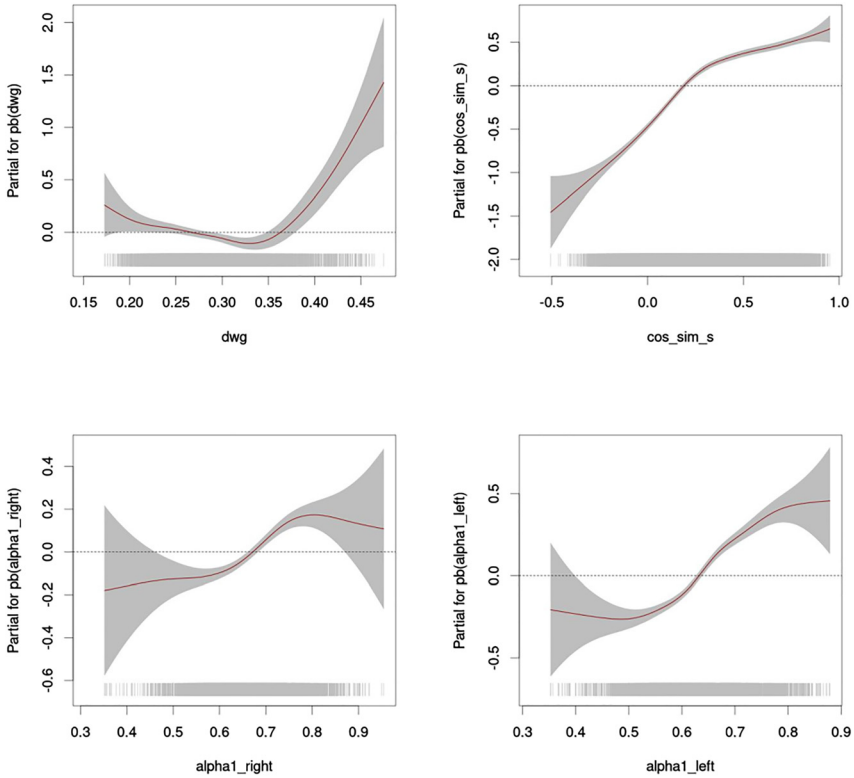 Partial for pb(dwg)
2.0
1.5
1.0
0.5
0.0
0.15 0.20 0.25 0.30 0.35 0.40 0.45
dwg
Partial for pb(cos_sim_s)
0.5
0.0
-0.5
-1.0
-1.5
-2.0
-0.5 0.0 0.5 1.0
cos_sim_s
Partial for pb(alpha1_right)
0.4
0.2
0.0
-0.2
-0.4
-0.6
0.3 0.4 0.5 0.6 0.7 0.8 0.9
alpha1_right
Partial for pb(alpha1_left)
0.5
0.0
-0.5
0.3 0.4 0.5 0.6 0.7 0.8 0.9
alpha1_left